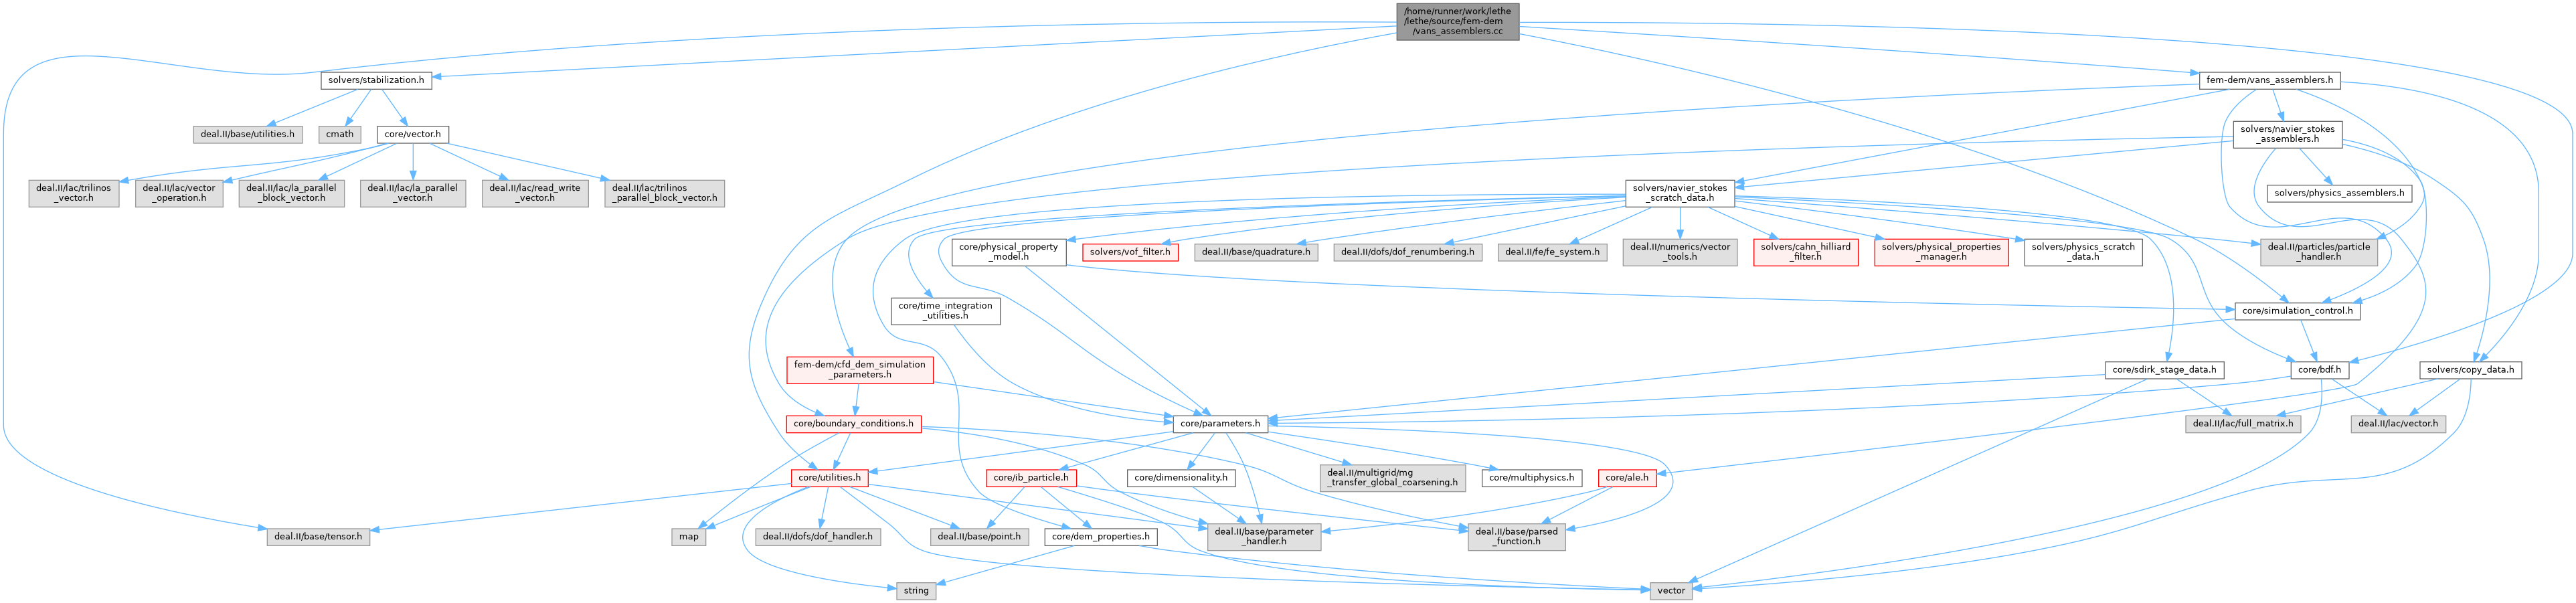 /home/runner/work/lethe
/lethe/source/fem-dem
/vans_assemblers.cc
solvers/stabilization.h
fem-dem/vans_assemblers.h
deal.II/base/utilities.h
cmath
core/vector.h
solvers/navier_stokes
_assemblers.h
deal.II/lac/trilinos
_vector.h
deal.II/lac/vector
_operation.h
deal.II/lac/la_parallel
_block_vector.h
deal.II/lac/la_parallel
_vector.h
deal.II/lac/read_write
_vector.h
deal.II/lac/trilinos
_parallel_block_vector.h
solvers/navier_stokes
_scratch_data.h
solvers/physics_assemblers.h
core/physical_property
_model.h
solvers/vof_filter.h
deal.II/base/quadrature.h
deal.II/dofs/dof_renumbering.h
deal.II/fe/fe_system.h
deal.II/numerics/vector
_tools.h
solvers/cahn_hilliard
_filter.h
solvers/physical_properties
_manager.h
solvers/physics_scratch
_data.h
deal.II/particles/particle
_handler.h
core/time_integration
_utilities.h
core/simulation_control.h
fem-dem/cfd_dem_simulation
_parameters.h
core/sdirk_stage_data.h
core/bdf.h
solvers/copy_data.h
core/boundary_conditions.h
core/parameters.h
deal.II/lac/full_matrix.h
deal.II/lac/vector.h
core/utilities.h
core/ib_particle.h
core/dimensionality.h
deal.II/multigrid/mg
_transfer_global_coarsening.h
core/multiphysics.h
core/ale.h
deal.II/base/tensor.h
map
deal.II/dofs/dof_handler.h
deal.II/base/point.h
core/dem_properties.h
deal.II/base/parameter
_handler.h
deal.II/base/parsed
_function.h
string
vector